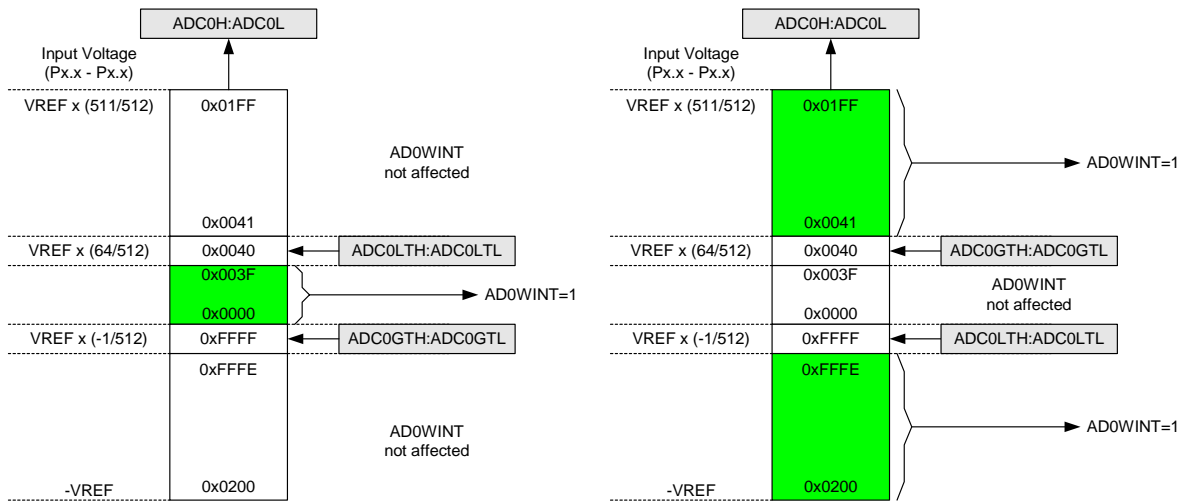 ADC0H:ADC0L
Input Voltage
(Px.x - Px.x)
VREF x (511/512)
0x01FF
AD0WINT
not affected
0x0041
VREF x (64/512)
0x0040
ADC0LTH:ADC0LTL
0x003F
AD0WINT=1
0x0000
VREF x (-1/512)
0xFFFF
ADC0GTH:ADC0GTL
0xFFFE
AD0WINT
not affected
-VREF
0x0200
ADC0H:ADC0L
Input Voltage
(Px.x - Px.x)
VREF x (511/512)
0x01FF
AD0WINT=1
0x0041
VREF x (64/512)
0x0040
ADC0GTH:ADC0GTL
0x003F
AD0WINT
not affected
0x0000
VREF x (-1/512)
0xFFFF
ADC0LTH:ADC0LTL
0xFFFE
AD0WINT=1
-VREF
0x0200